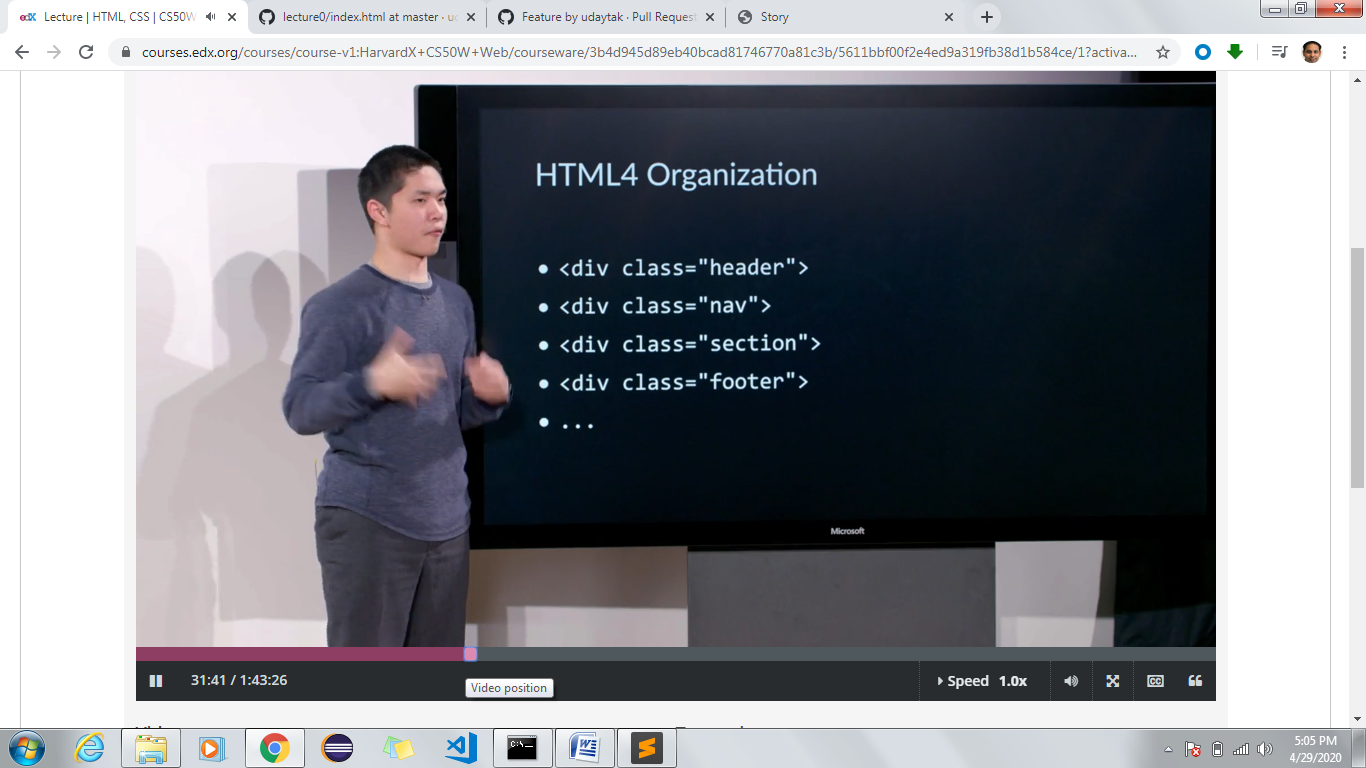 Lecture | HTML, CSS | CS50W
lecture0/index.html at master · uc
Feature by udaytak · Pull Reques
Story
courses.edx.org/courses/course-v1:HarvardX+CS50W+Web/courseware/3b4d945d89eb40bcad81746770a81c3b/5611bbf00f2e4ed9a319fb38d1b584ce/1?activa...
HTML4 Organization
• <div class="header">
• <div class="nav">
• <div class="section">
• <div class="footer">
• ...
Microsoft
31:41 / 1:43:26
Speed 1.0x
Video position
5:05 PM
4/29/2020